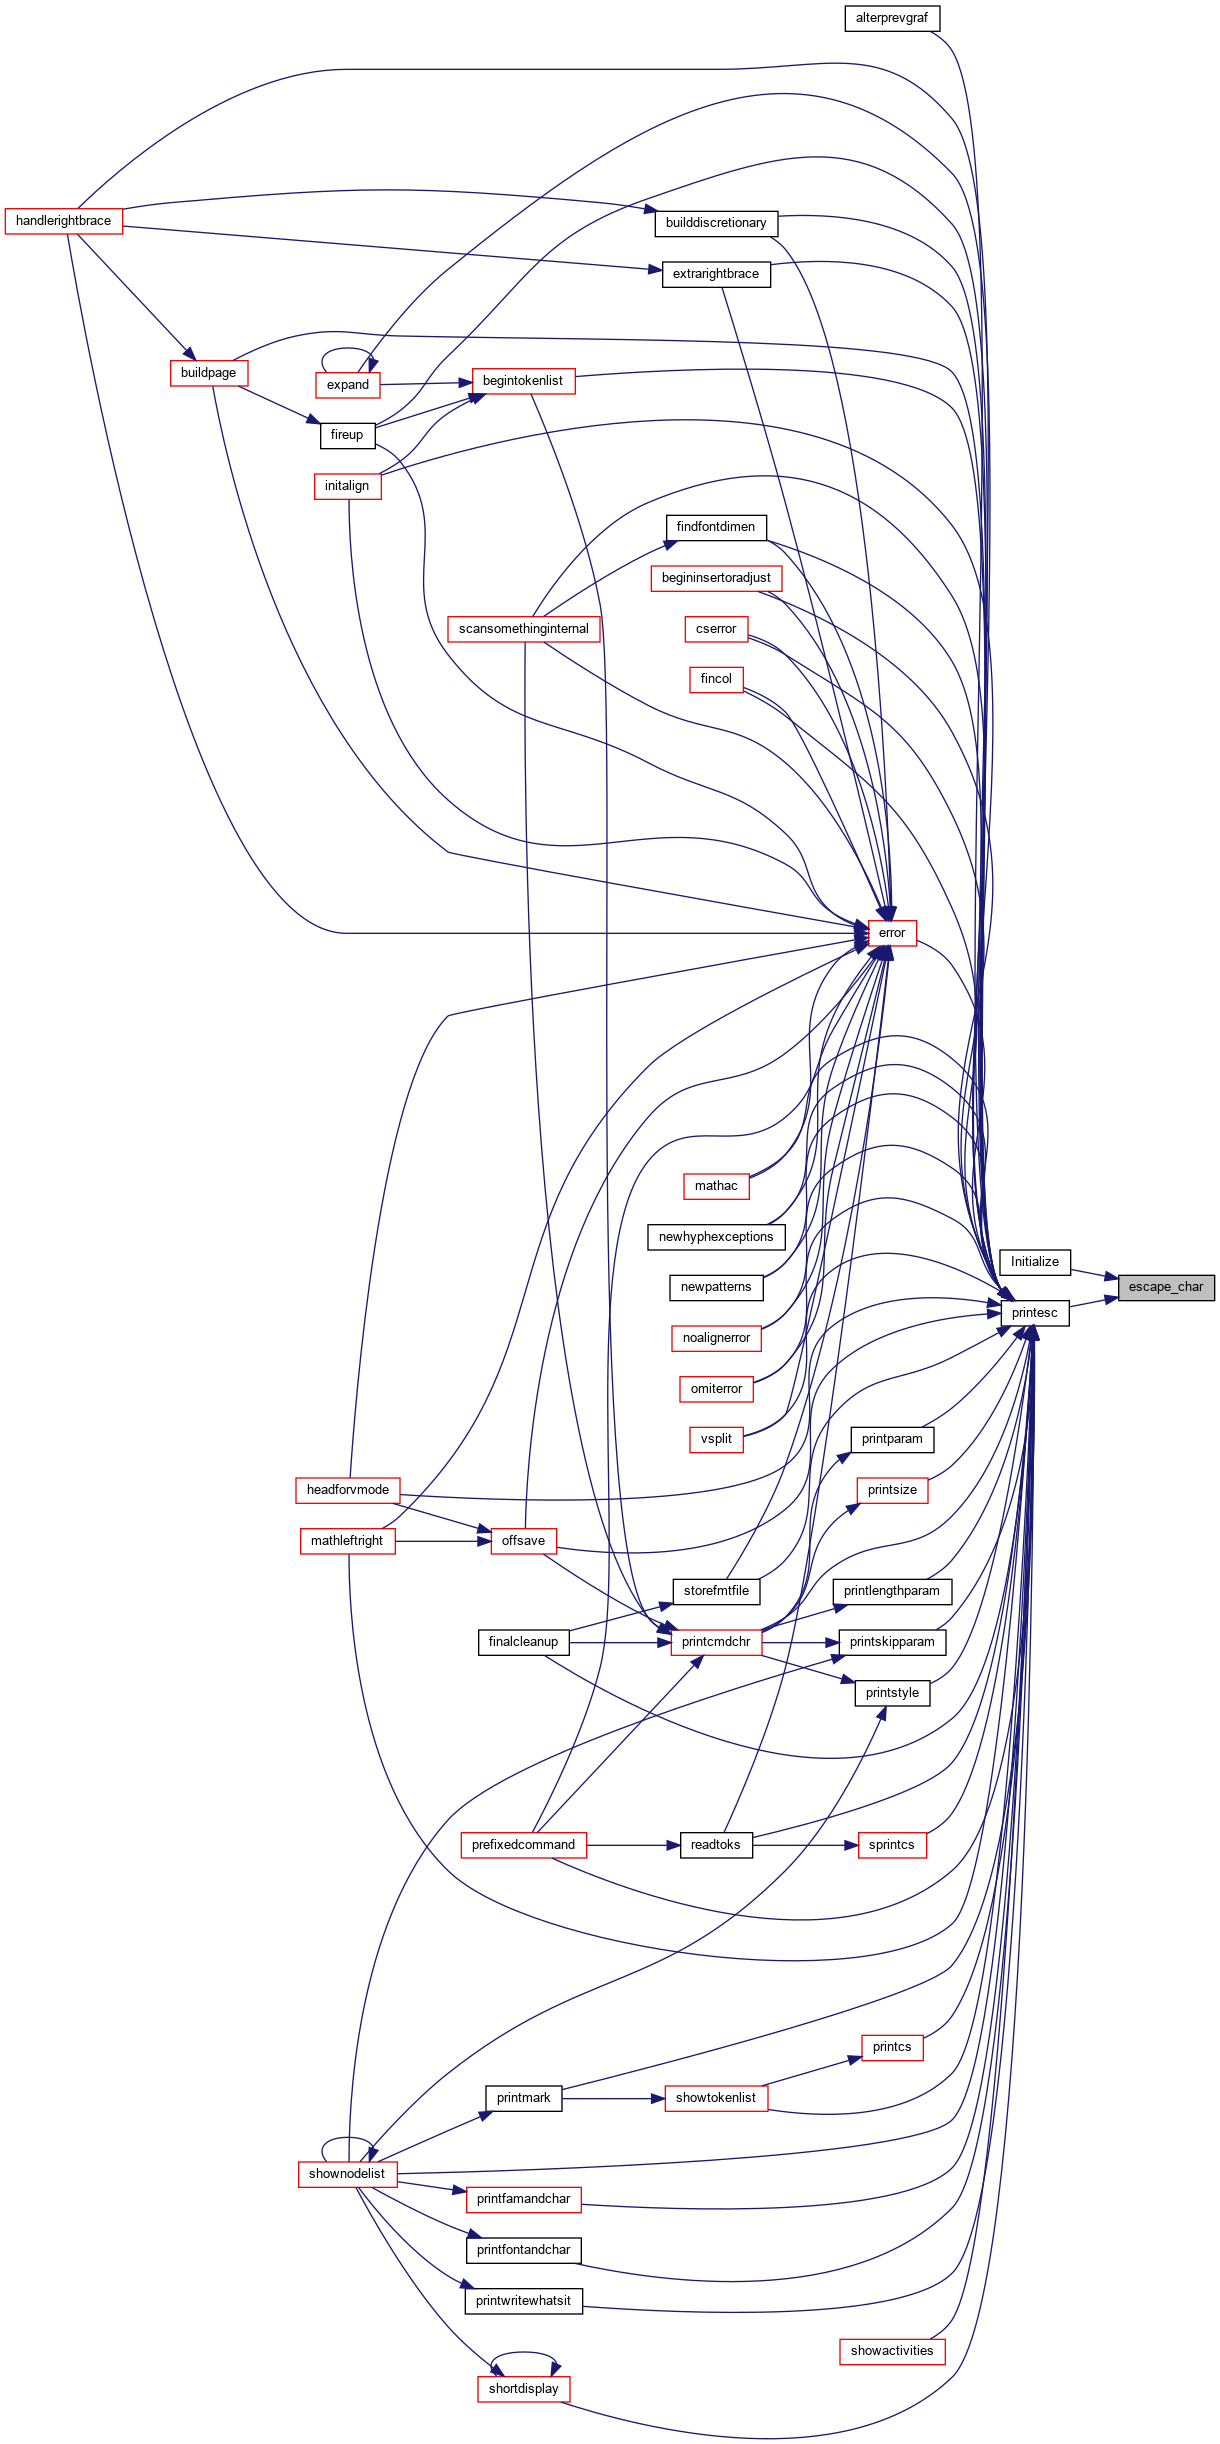 alterprevgraf
handlerightbrace
builddiscretionary
extrarightbrace
buildpage
expand
begintokenlist
fireup
initalign
findfontdimen
begininsertoradjust
scansomethinginternal
cserror
fincol
error
mathac
newhyphexceptions
Initialize
newpatterns
escape_char
printesc
noalignerror
omiterror
vsplit
printparam
headforvmode
printsize
mathleftright
offsave
storefmtfile
printlengthparam
finalcleanup
printcmdchr
printskipparam
printstyle
prefixedcommand
readtoks
sprintcs
printcs
printmark
showtokenlist
shownodelist
printfamandchar
printfontandchar
printwritewhatsit
showactivities
shortdisplay